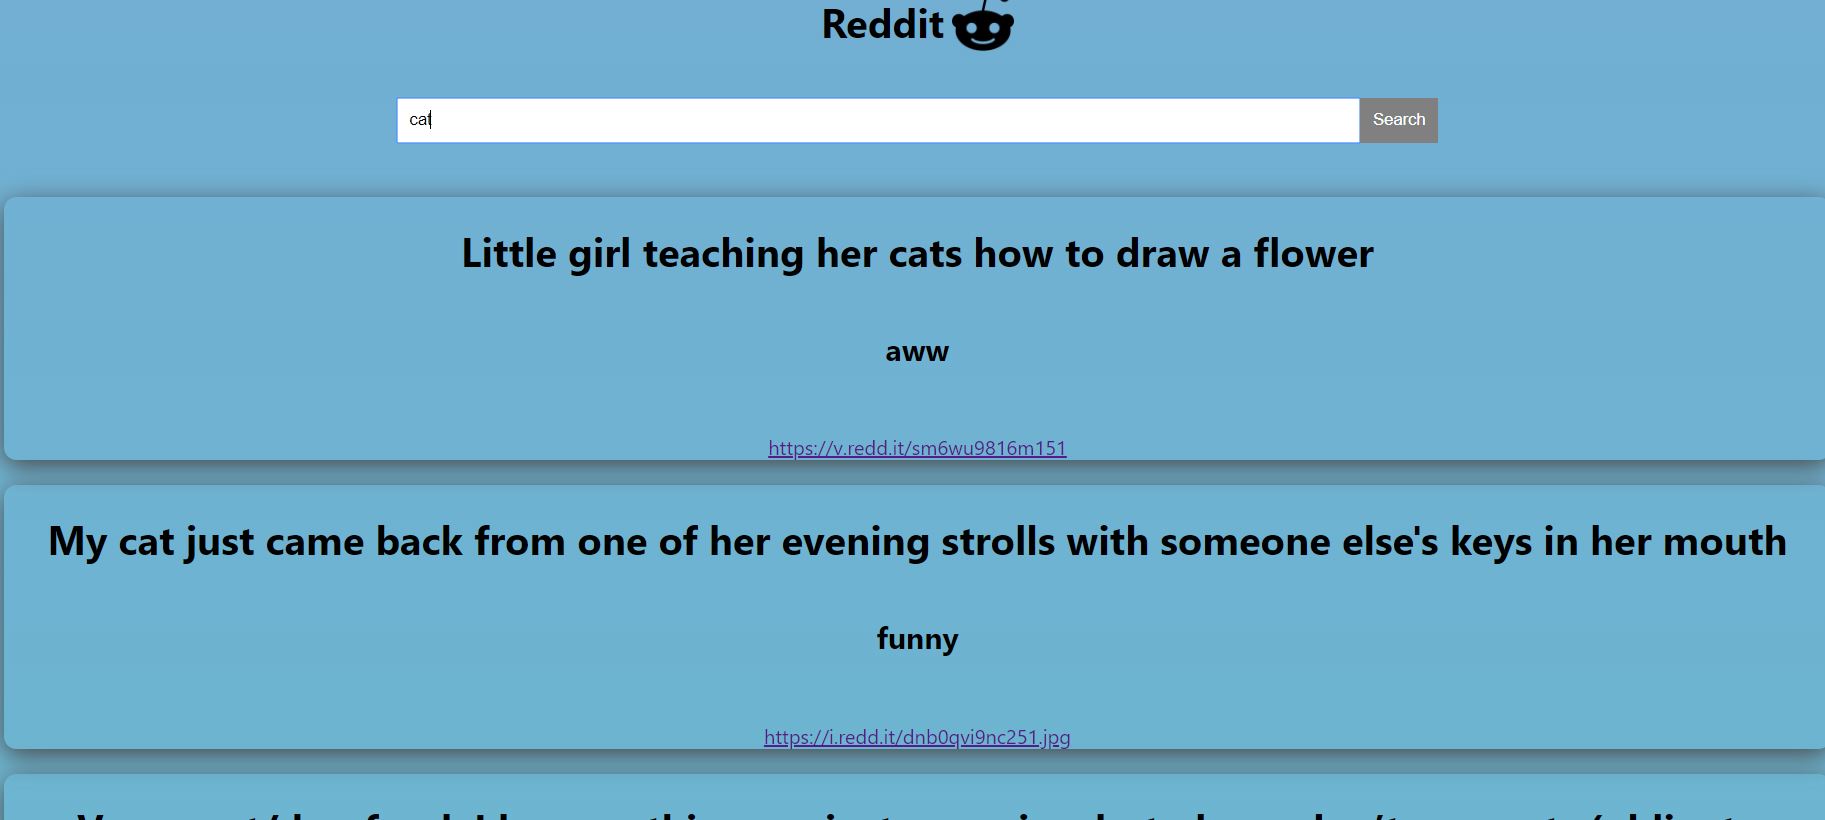 Reddit
cat
Search
Little girl teaching her cats how to draw a flower
aww
https://v.redd.it/sm6wu9816m151
My cat just came back from one of her evening strolls with someone else's keys in her mouth
funny
https://i.redd.it/dnb0qvi9nc251.jpg